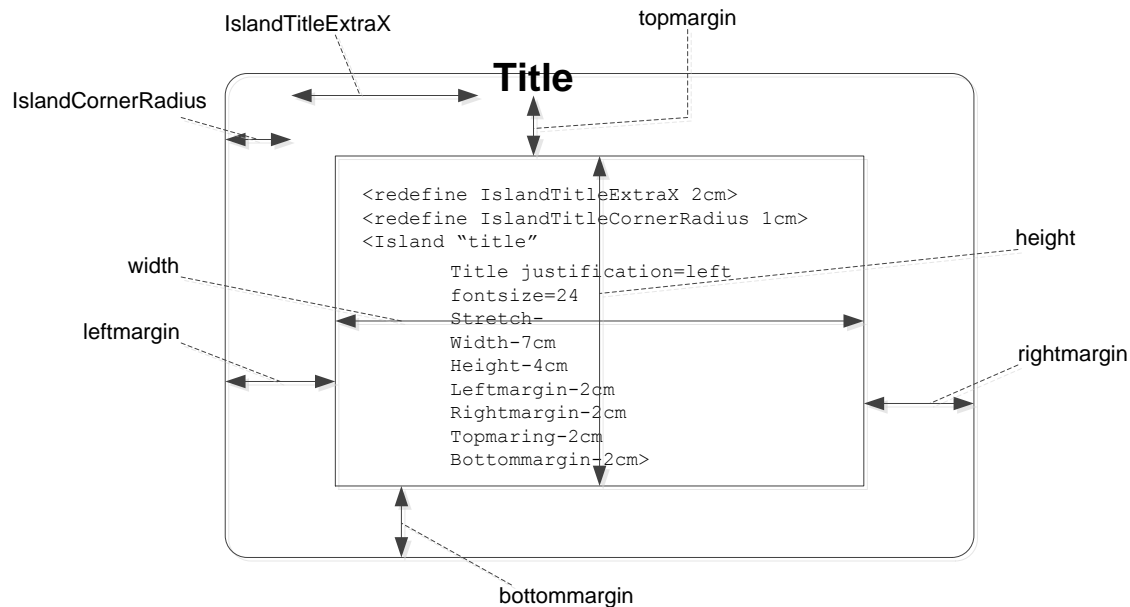 IslandTitleExtraX
topmargin
Title
IslandCornerRadius
<redefine IslandTitleExtraX 2cm>
<redefine IslandTitleCornerRadius 1cm>
<Island “title”
height
width
Title justification=left
fontsize=24
Stretch-
Width-7cm
leftmargin
Height-4cm
rightmargin
Leftmargin-2cm
Rightmargin-2cm
Topmaring-2cm
Bottommargin-2cm>
bottommargin